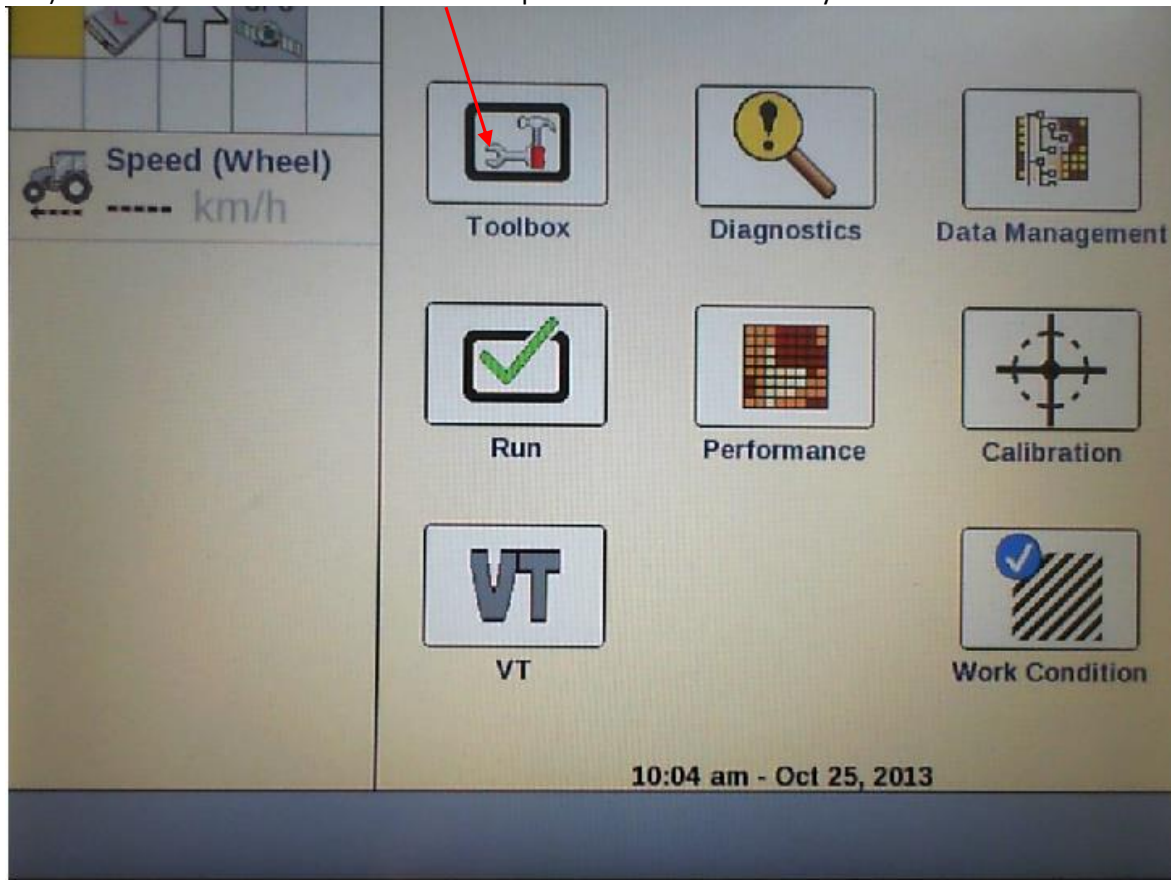 Speed (Wheel)
----- km/h
Toolbox
Diagnostics
Data Management
Run
Performance
Calibration
VT
VT
Work Condition
10:04 am - Oct 25, 2013